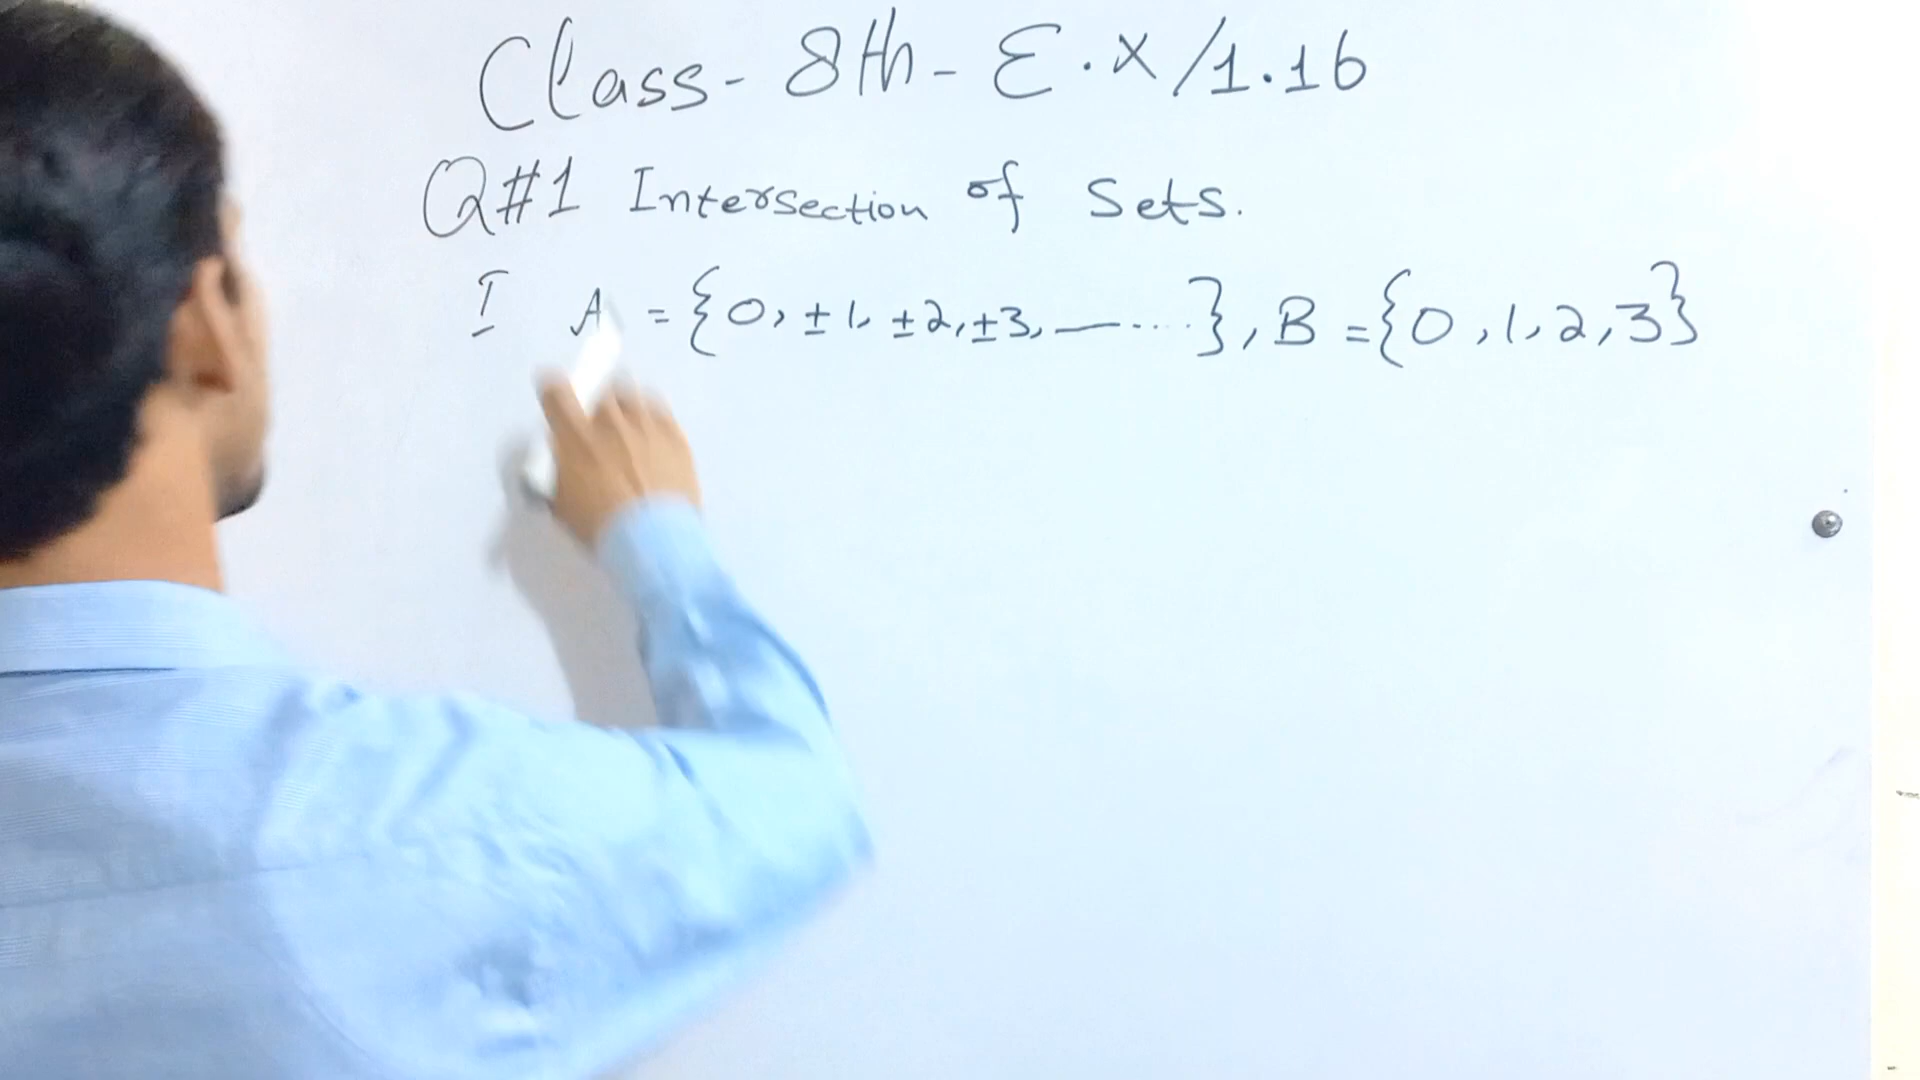 Class - 8th - E.x/1.16
Q#1 Intersection of Sets.
I A = {0, ±1, ±2, ±3, —.....}, B = {0, 1, 2, 3}